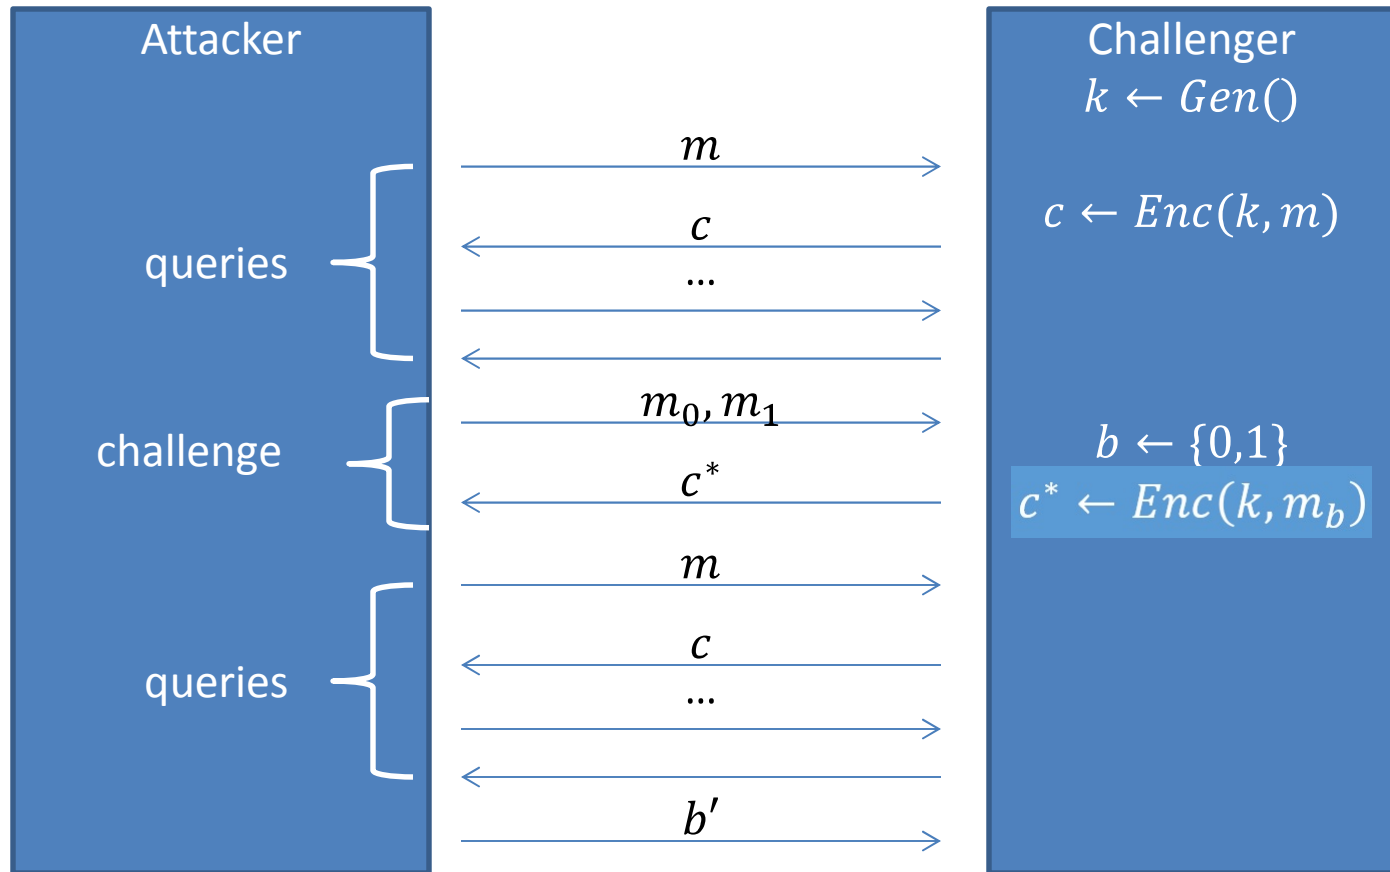 Attacker
Challenger
k ← Gen()
m
c ← Enc(k, m)
c
queries
...
m₀, m₁
b ← {0,1}
challenge
c* ← Enc(k, m_b)
c*
m
c
queries
...
b′